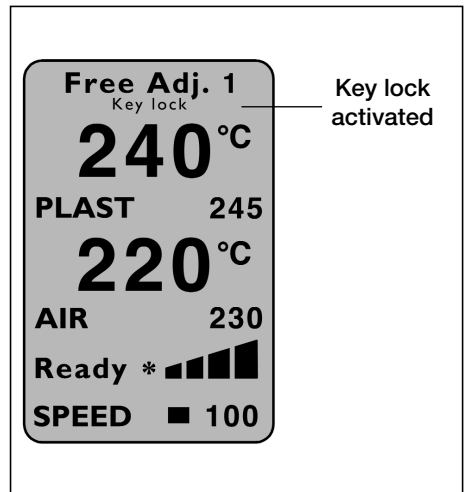 Free Adj. 1
Key lock
240°C
PLAST 245
220°C
AIR 230
Ready *
SPEED ■ 100
Key lock
activated